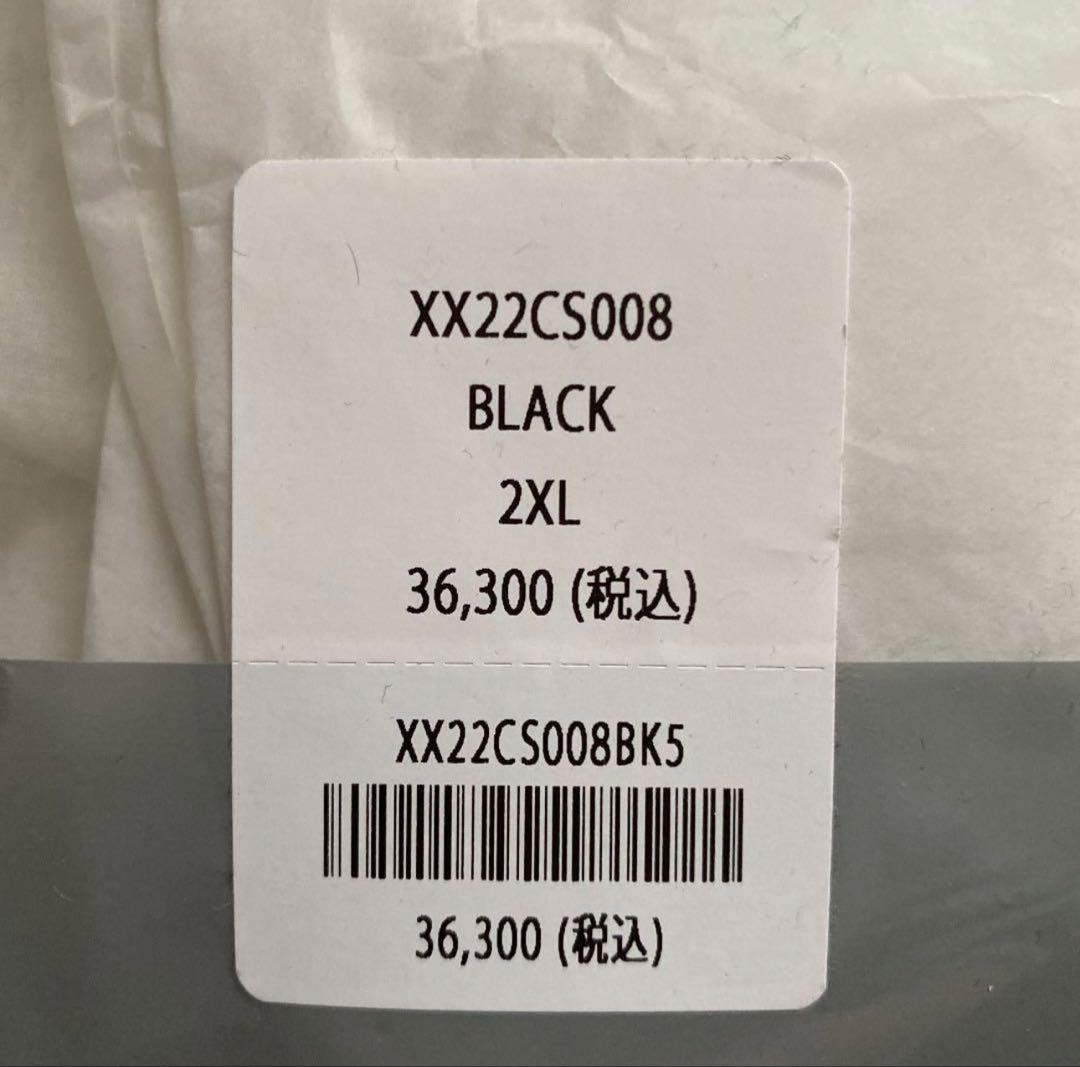 XX22CS008
BLACK
2XL
36,300 (税込)
XX22CS008BK5
36,300 (税込)